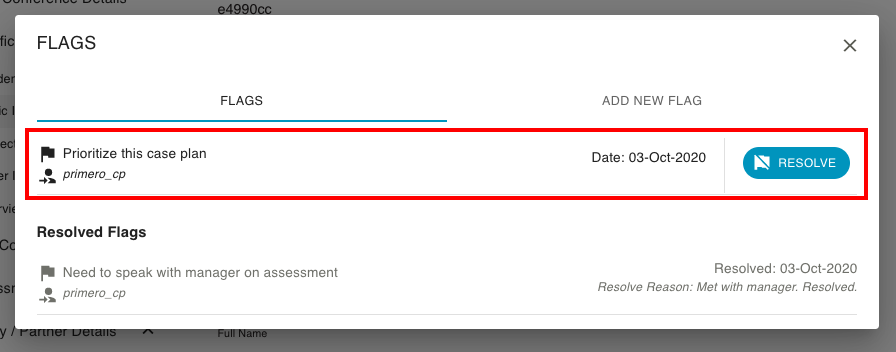 Conference Details
e4990cc
FLAGS
FLAGS
ADD NEW FLAG
Prioritize this case plan
primero_cp
Date: 03-Oct-2020
RESOLVE
Resolved Flags
Need to speak with manager on assessment
primero_cp
Resolved: 03-Oct-2020
Resolve Reason: Met with manager. Resolved.
y / Partner Details
Full Name